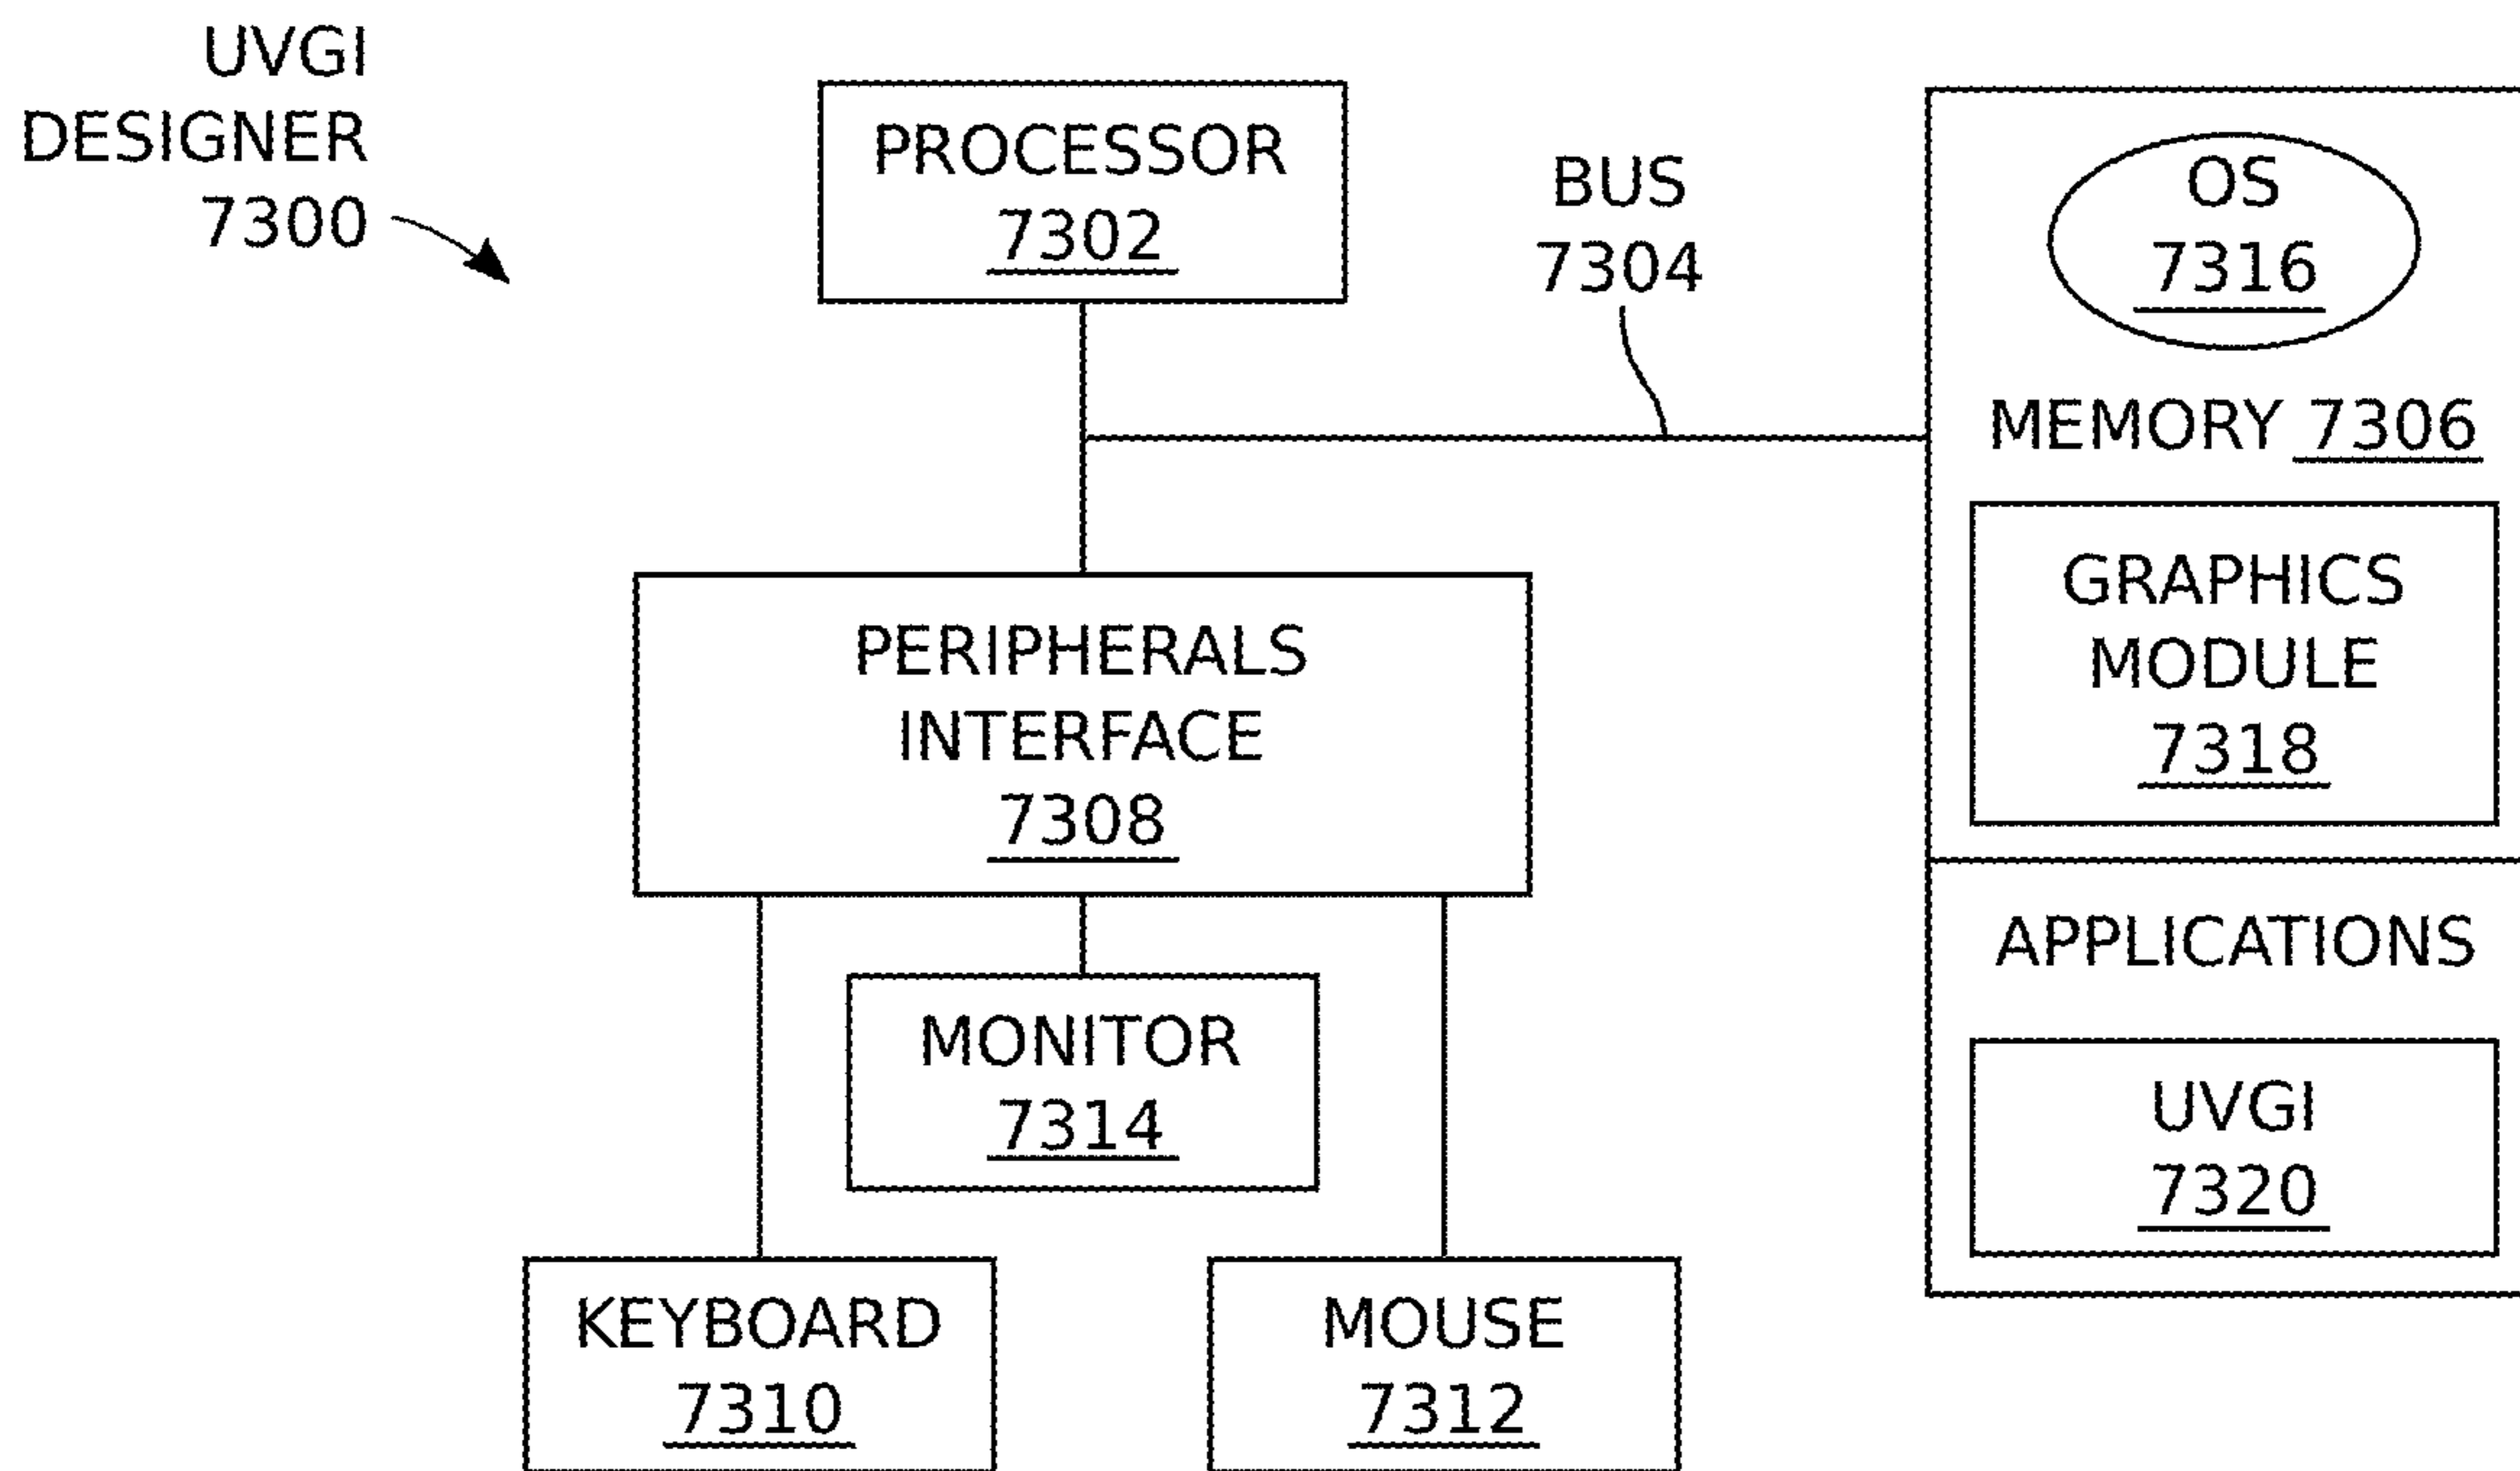 UVGI
DESIGNER
7300
PROCESSOR
7302
BUS
7304
OS
7316
MEMORY 7306
GRAPHICS
MODULE
7318
PERIPHERALS
INTERFACE
7308
APPLICATIONS
MONITOR
7314
UVGI
7320
KEYBOARD
7310
MOUSE
7312